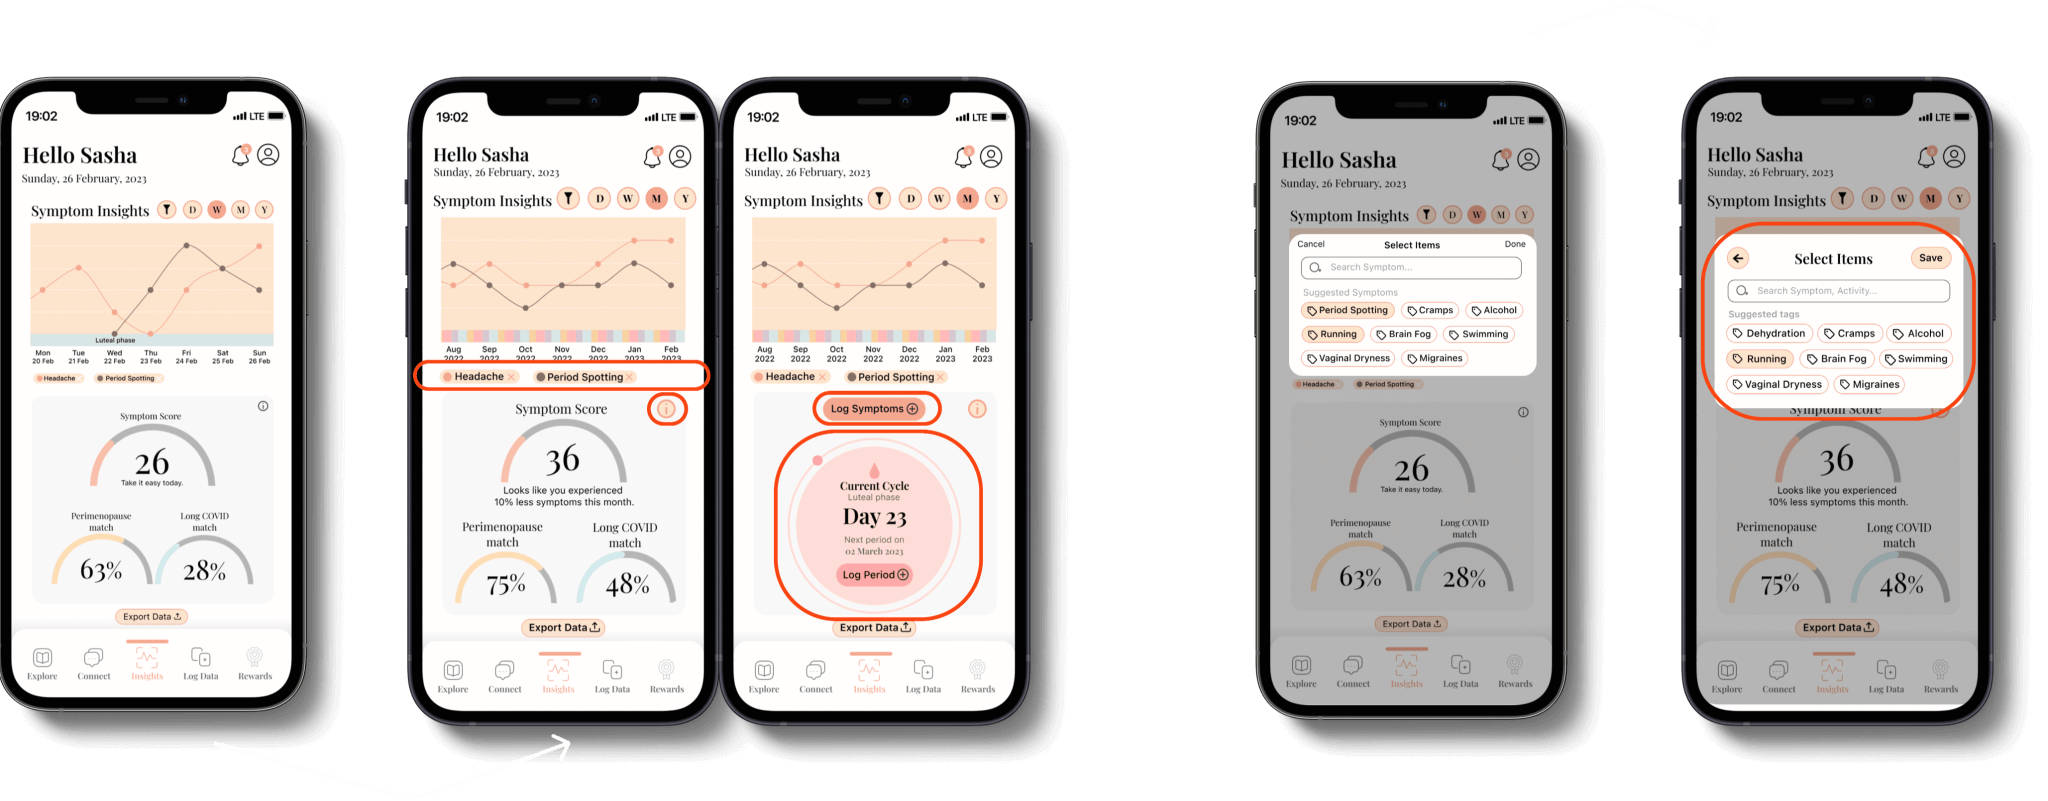 19:02
LTE
Hello Sasha
3
Sunday, 26 February, 2023
Symptom Insights
D
W
M
Y
Luteal phase
Mon Tue Wed Thu Fri Sat Sun
20 Feb 21 Feb 22 Feb 23 Feb 24 Feb 25 Feb 26 Feb
Headache
Period Spotting
Symptom Score
26
Take it easy today.
Perimenopause
match
63%
Long COVID
match
28%
Export Data
Explore
Connect
Insights
Log Data
Rewards
19:02
LTE
Hello Sasha
3
Sunday, 26 February, 2023
Symptom Insights
D
W
M
Y
Aug Sep Oct Nov Dec Jan Feb
2022 2022 2022 2022 2022 2023 2023
Headache
Period Spotting
Symptom Score
36
Looks like you experienced
10% less symptoms this month.
Perimenopause
match
75%
Long COVID
match
48%
Export Data
Explore
Connect
Insights
Log Data
Rewards
19:02
LTE
Hello Sasha
3
Sunday, 26 February, 2023
Symptom Insights
D
W
M
Y
Aug Sep Oct Nov Dec Jan Feb
2022 2022 2022 2022 2022 2023 2023
Headache
Period Spotting
Log Symptoms
Current Cycle
Luteal phase
Day 23
Next period on
02 March 2023
Log Period
Export Data
Explore
Connect
Insights
Log Data
Rewards
19:02
LTE
Hello Sasha
3
Sunday, 26 February, 2023
Symptom Insights
D
W
M
Y
Cancel
Select Items
Done
Search Symptom...
Suggested Symptoms
Period Spotting
Cramps
Alcohol
Running
Brain Fog
Swimming
Vaginal Dryness
Migraines
Headache
Period Spotting
Symptom Score
26
Take it easy today.
Perimenopause
match
63%
Long COVID
match
28%
Export Data
Explore
Connect
Insights
Log Data
Rewards
19:02
LTE
Hello Sasha
3
Sunday, 26 February, 2023
Symptom Insights
D
W
M
Y
Select Items
Save
Search Symptom, Activity...
Suggested tags
Dehydration
Cramps
Alcohol
Running
Brain Fog
Swimming
Vaginal Dryness
Migraines
Symptom Score
36
Looks like you experienced
10% less symptoms this month.
Perimenopause
match
75%
Long COVID
match
48%
Export Data
Explore
Connect
Insights
Log Data
Rewards